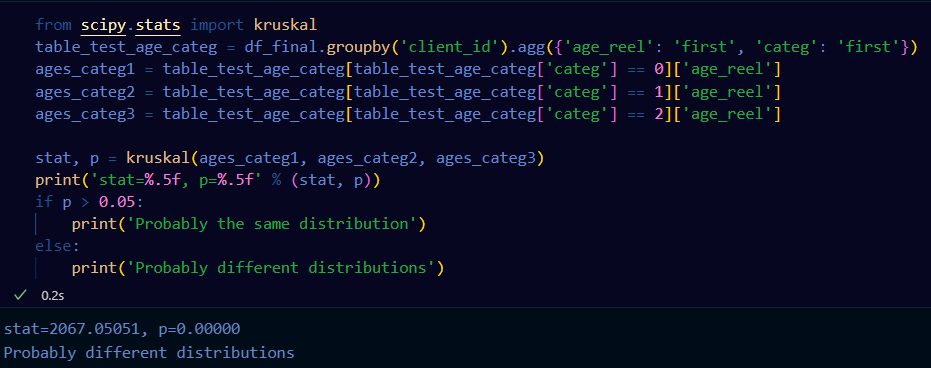 from scipy.stats import kruskal
table_test_age_categ = df_final.groupby('client_id').agg({'age_reel': 'first', 'categ': 'first'})
ages_categ1 = table_test_age_categ[table_test_age_categ['categ'] == 0]['age_reel']
ages_categ2 = table_test_age_categ[table_test_age_categ['categ'] == 1]['age_reel']
ages_categ3 = table_test_age_categ[table_test_age_categ['categ'] == 2]['age_reel']

stat, p = kruskal(ages_categ1, ages_categ2, ages_categ3)
print('stat=%.5f, p=%.5f' % (stat, p))
if p > 0.05:
    print('Probably the same distribution')
else:
    print('Probably different distributions')
0.2s
stat=2067.05051, p=0.00000
Probably different distributions